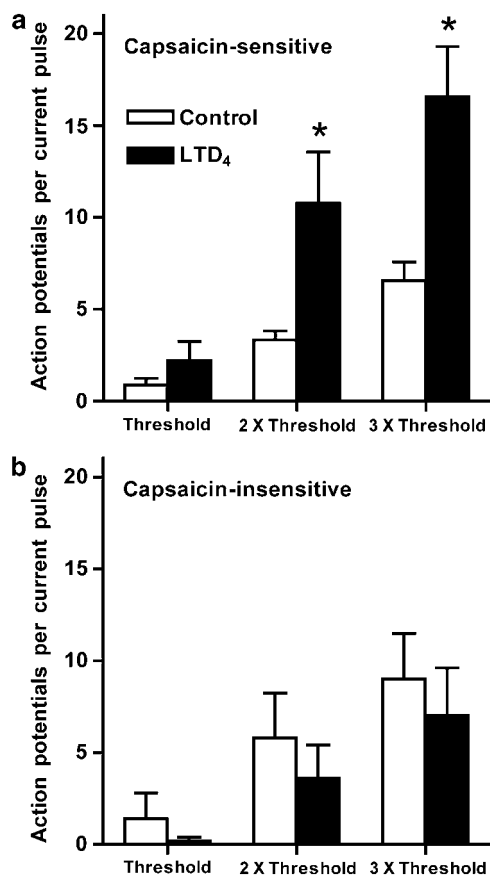 a
Capsaicin-sensitive
Control
LTD₄
Action potentials per current pulse
20
15
10
5
0
*
*
Threshold
2 X Threshold
3 X Threshold
b
Capsaicin-insensitive
Action potentials per current pulse
20
15
10
5
0
Threshold
2 X Threshold
3 X Threshold